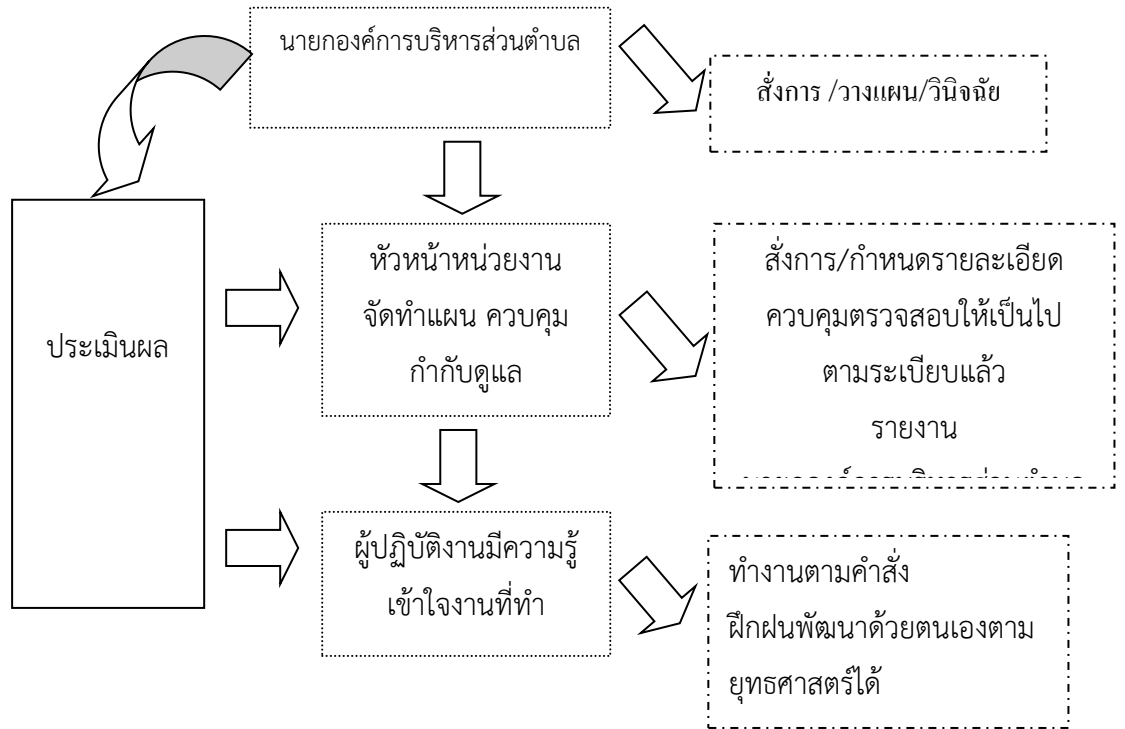 นายกองค์การบริหารส่วนตำบล
สั่งการ /วางแผน/วินิจฉัย
ประเมินผล
หัวหน้าหน่วยงาน
จัดทำแผน ควบคุม
กำกับดูแล
สั่งการ/กำหนดรายละเอียด
ควบคุมตรวจสอบให้เป็นไป
ตามระเบียบแล้ว
รายงาน
ผู้ปฏิบัติงานมีความรู้
เข้าใจงานที่ทำ
ทำงานตามคำสั่ง
ฝึกฝนพัฒนาด้วยตนเองตาม
ยุทธศาสตร์ได้